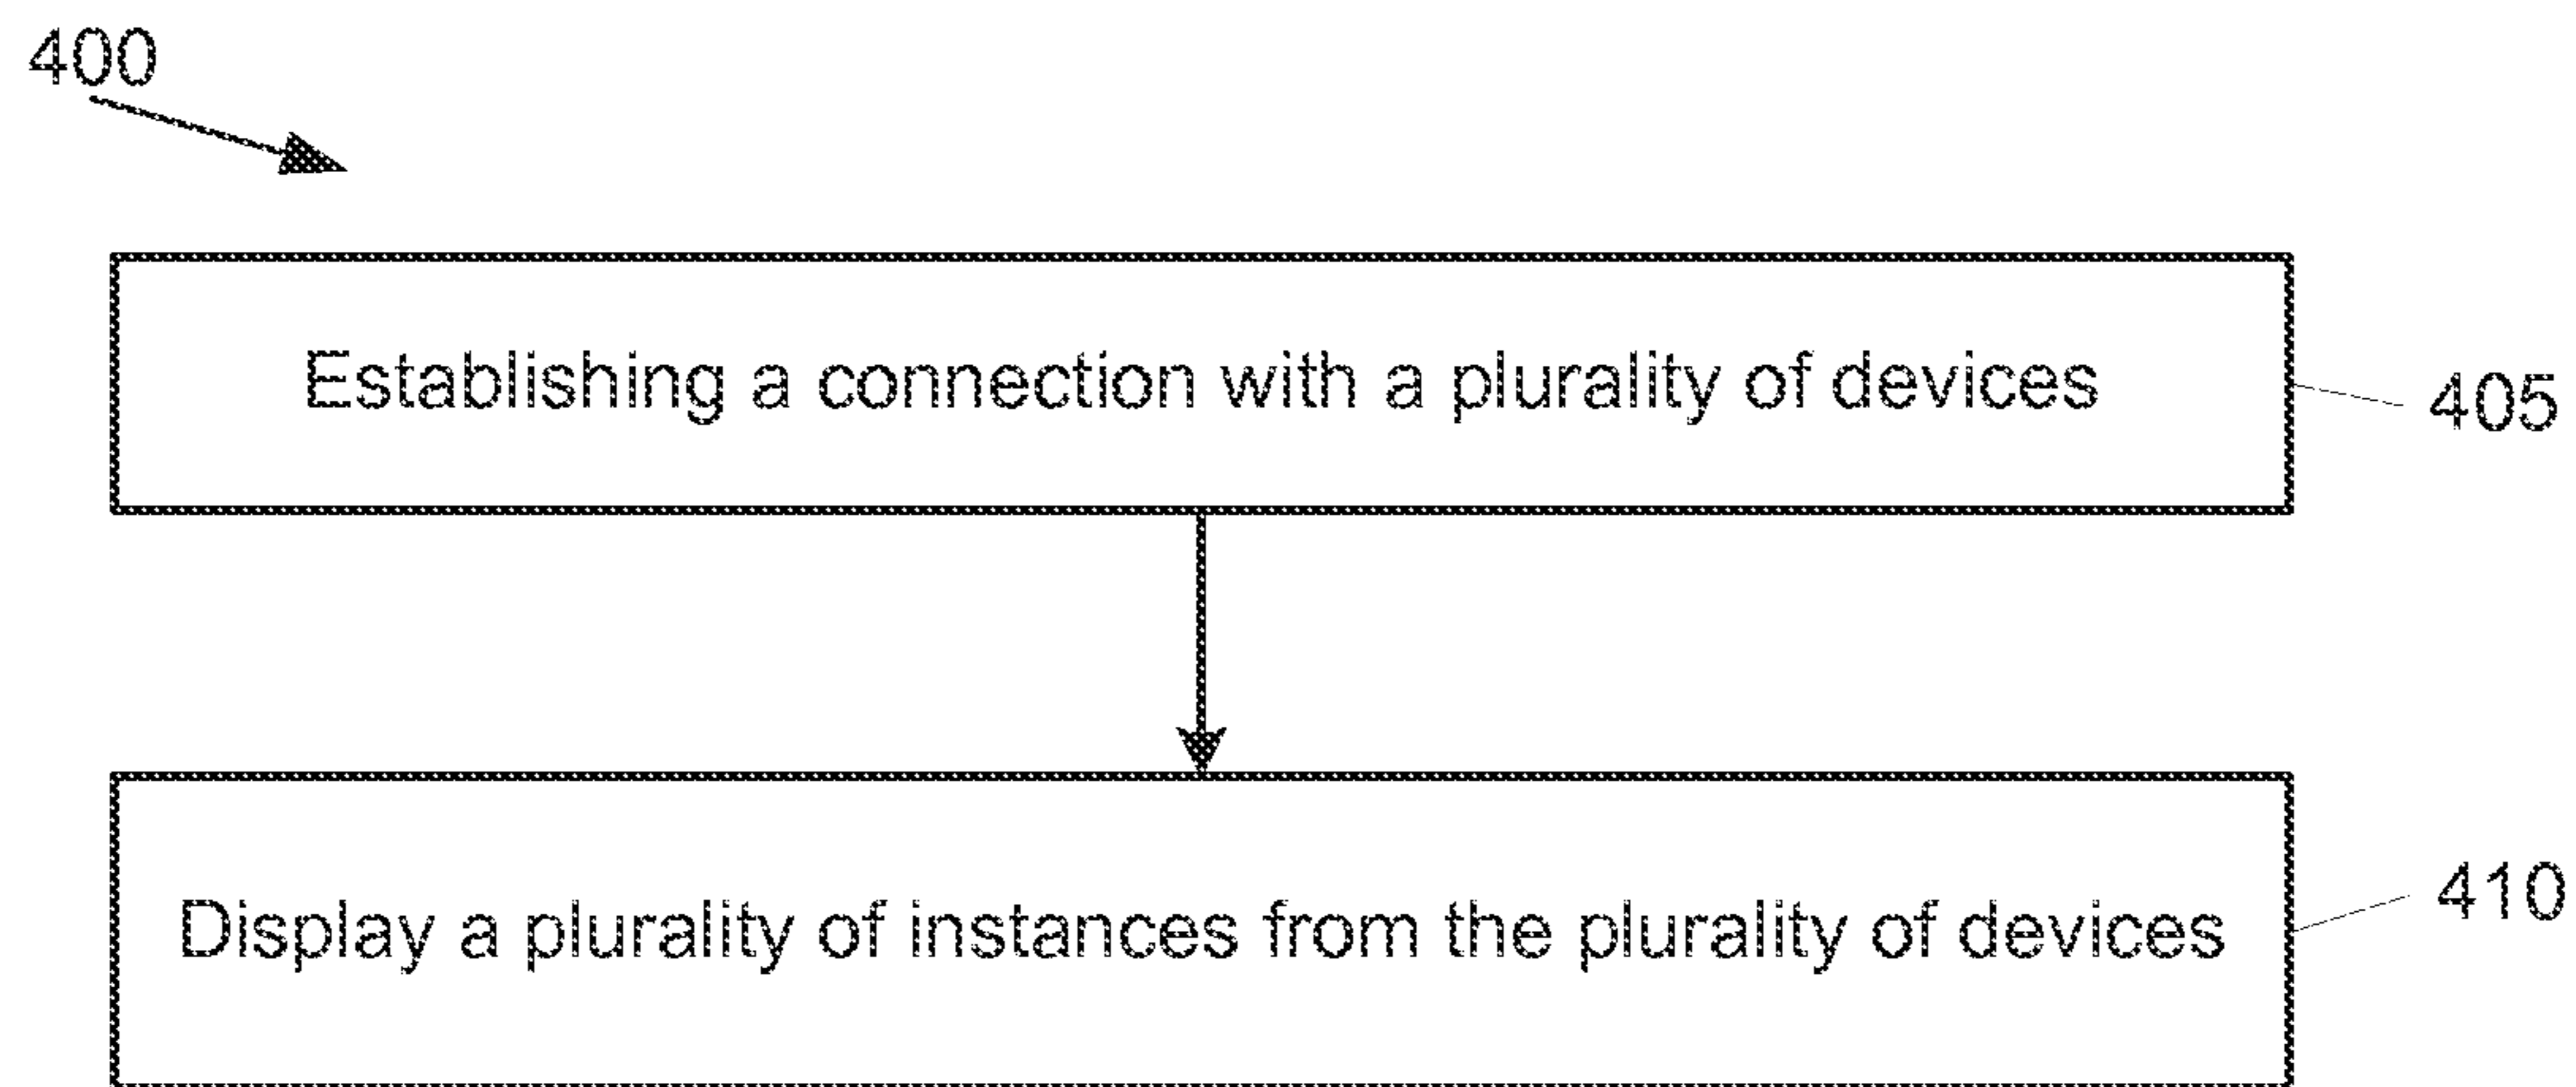 400
Establishing a connection with a plurality of devices
405
Display a plurality of instances from the plurality of devices
410